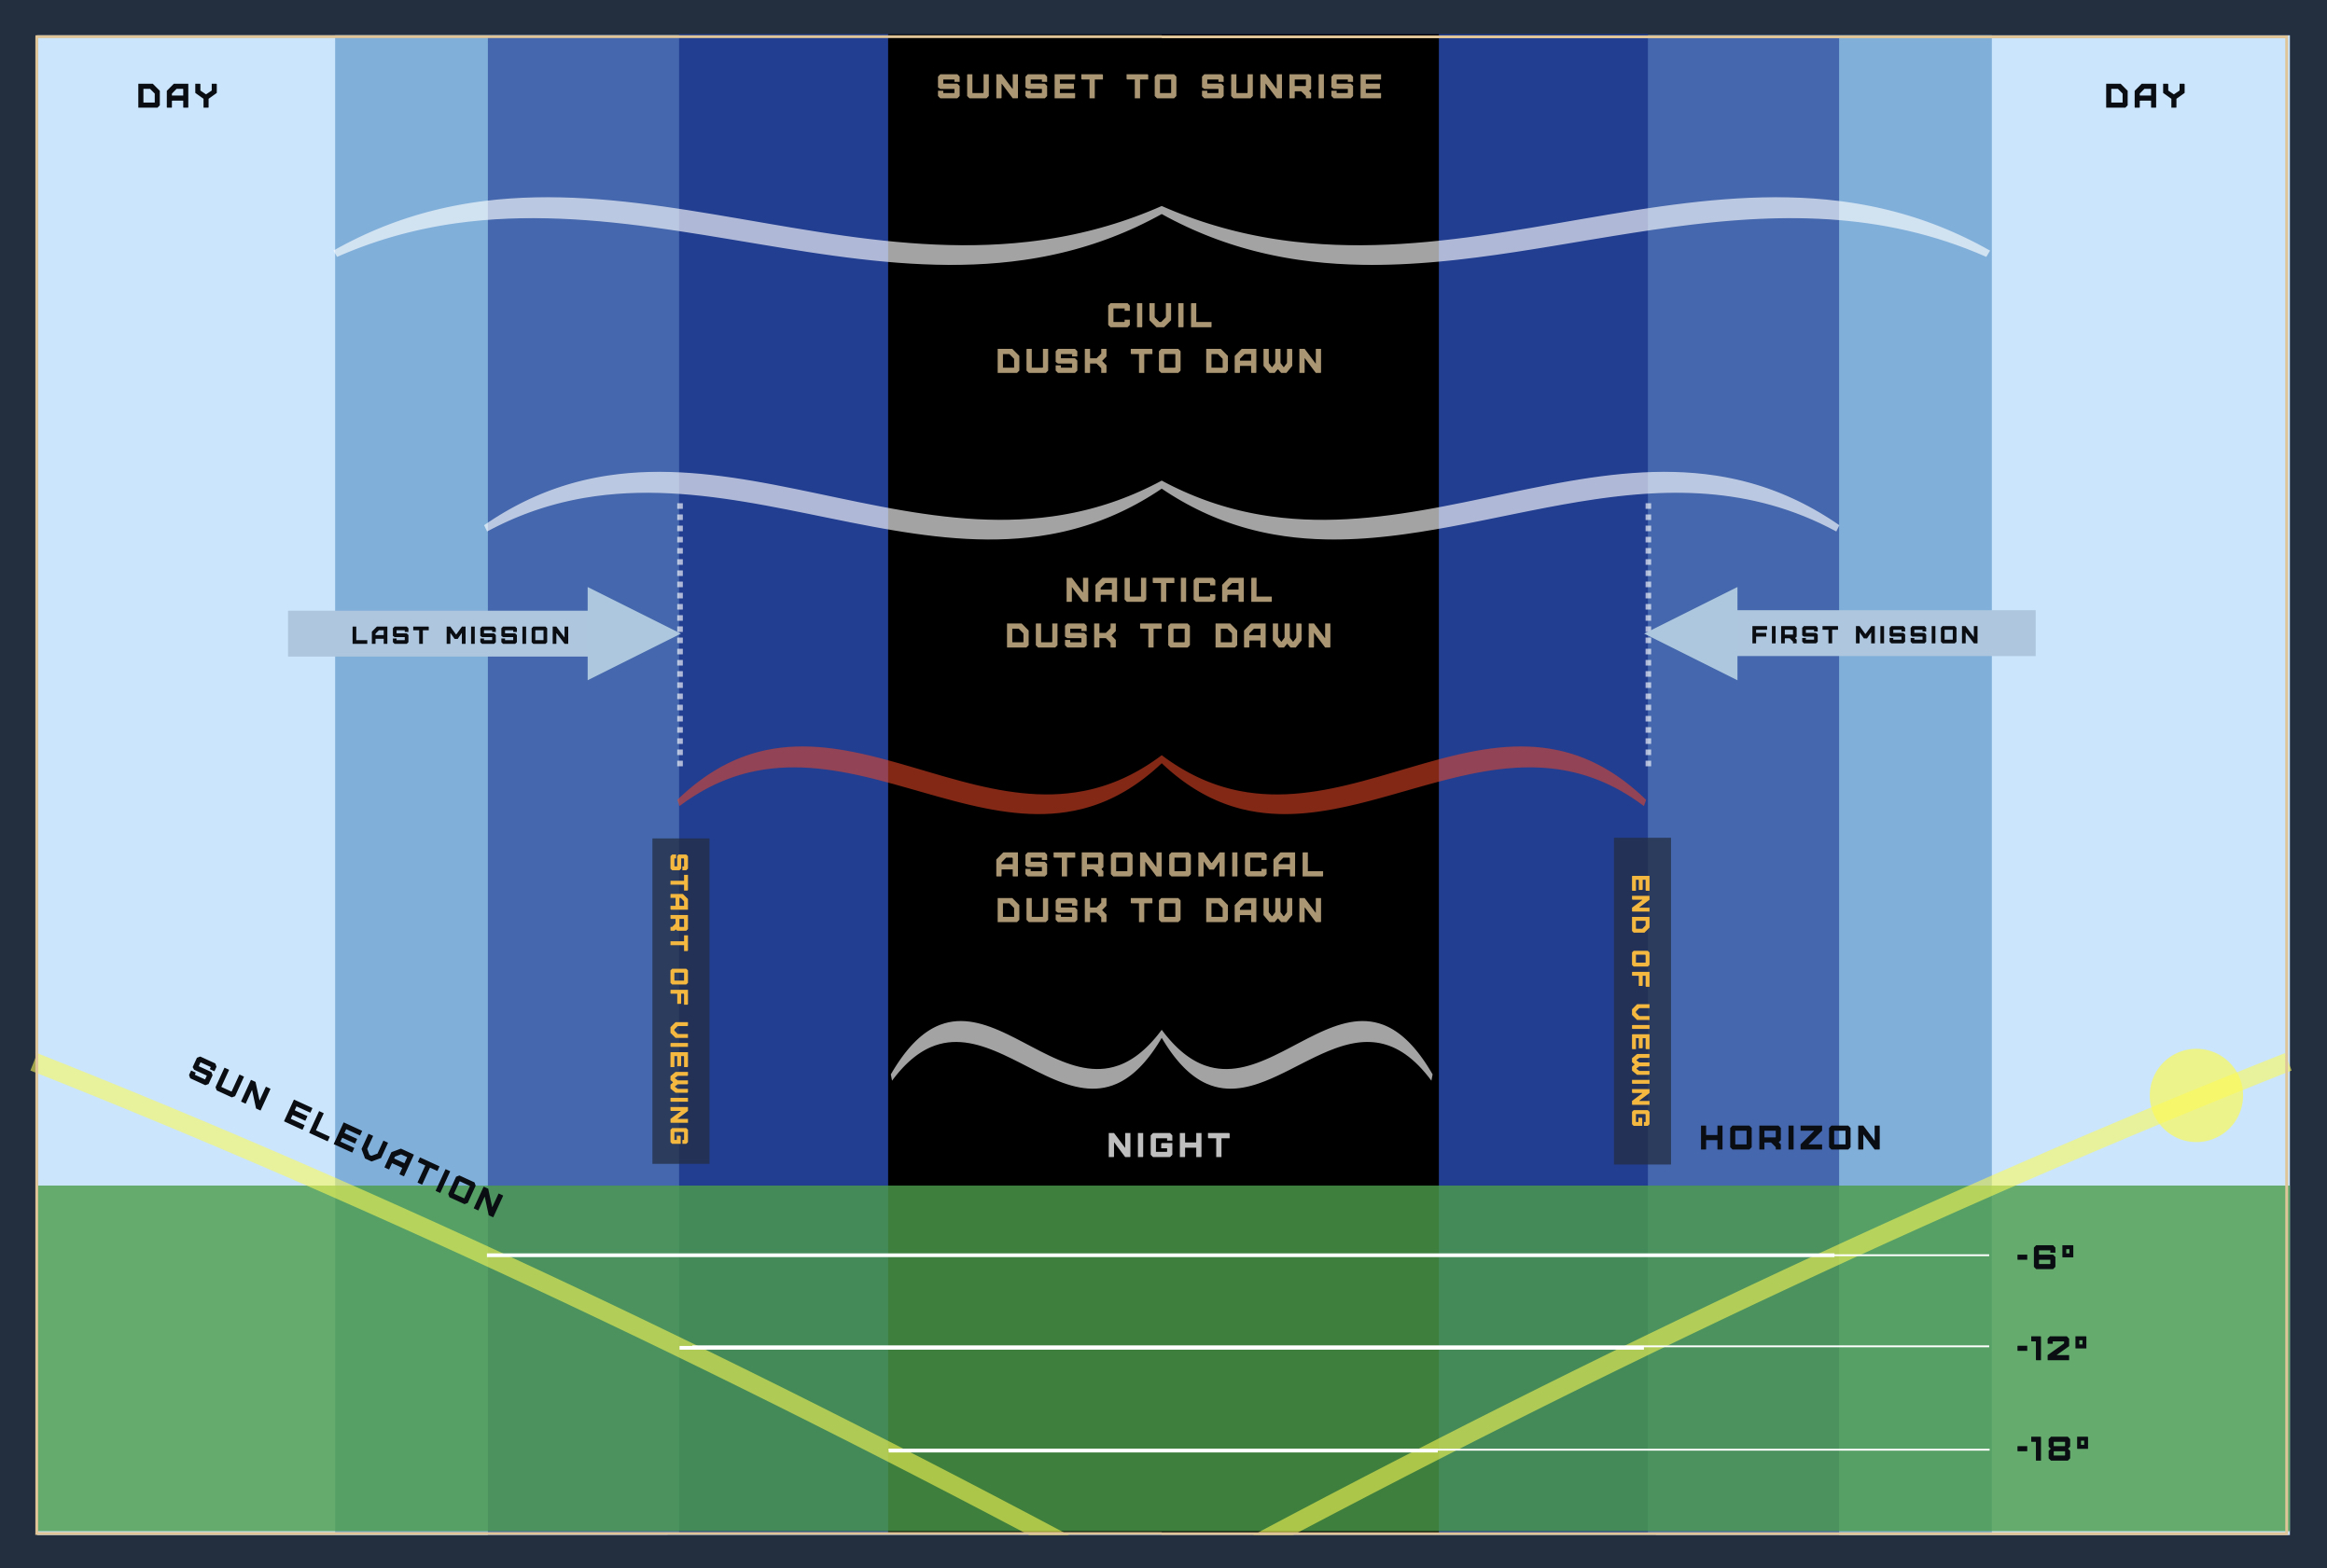 DAY
SUNSET TO SUNRISE
DAY
CIVIL
DUSK TO DAWN
NAUTICAL
DUSK TO DAWN
LAST MISSION
FIRST MISSION
ASTRONOMICAL
DUSK TO DAWN
START OF VIEWING
END OF VIEWING
SUN ELEVATION
NIGHT
HORIZON
-6°
-12°
-18°